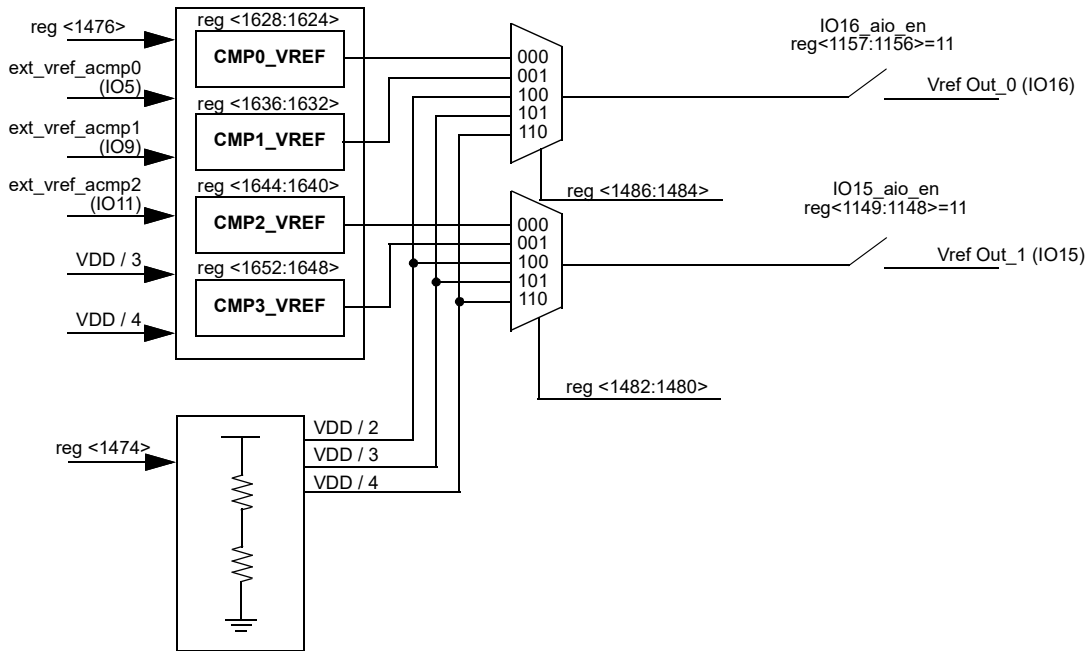 reg <1476>
ext_vref_acmp0
(IO5)
ext_vref_acmp1
(IO9)
ext_vref_acmp2
(IO11)
VDD / 3
VDD / 4
reg <1628:1624>
CMP0_VREF
reg <1636:1632>
CMP1_VREF
reg <1644:1640>
CMP2_VREF
reg <1652:1648>
CMP3_VREF
000
001
100
101
110
reg <1486:1484>
IO16_aio_en
reg<1157:1156>=11
Vref Out_0 (IO16)
000
001
100
101
110
reg <1482:1480>
IO15_aio_en
reg<1149:1148>=11
Vref Out_1 (IO15)
reg <1474>
VDD / 2
VDD / 3
VDD / 4